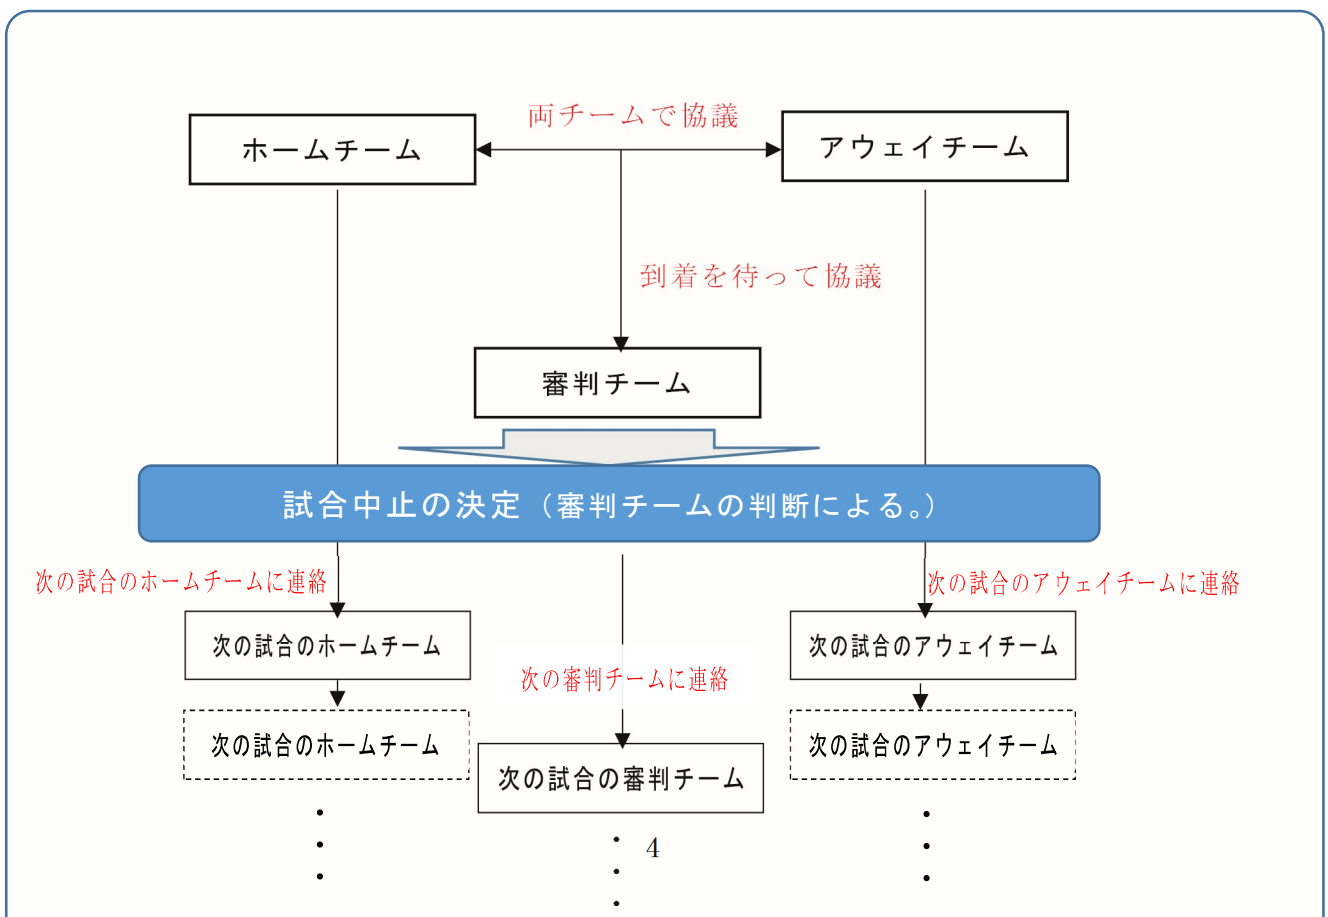 両チームで協議
ホームチーム
アウェイチーム
到着を待って協議
審判チーム
試合中止の決定（審判チームの判断による。）
次の試合のホームチームに連絡
次の試合のアウェイチームに連絡
次の試合のホームチーム
次の試合のアウェイチーム
次の審判チームに連絡
次の試合のホームチーム
次の試合のアウェイチーム
次の試合の審判チーム
4